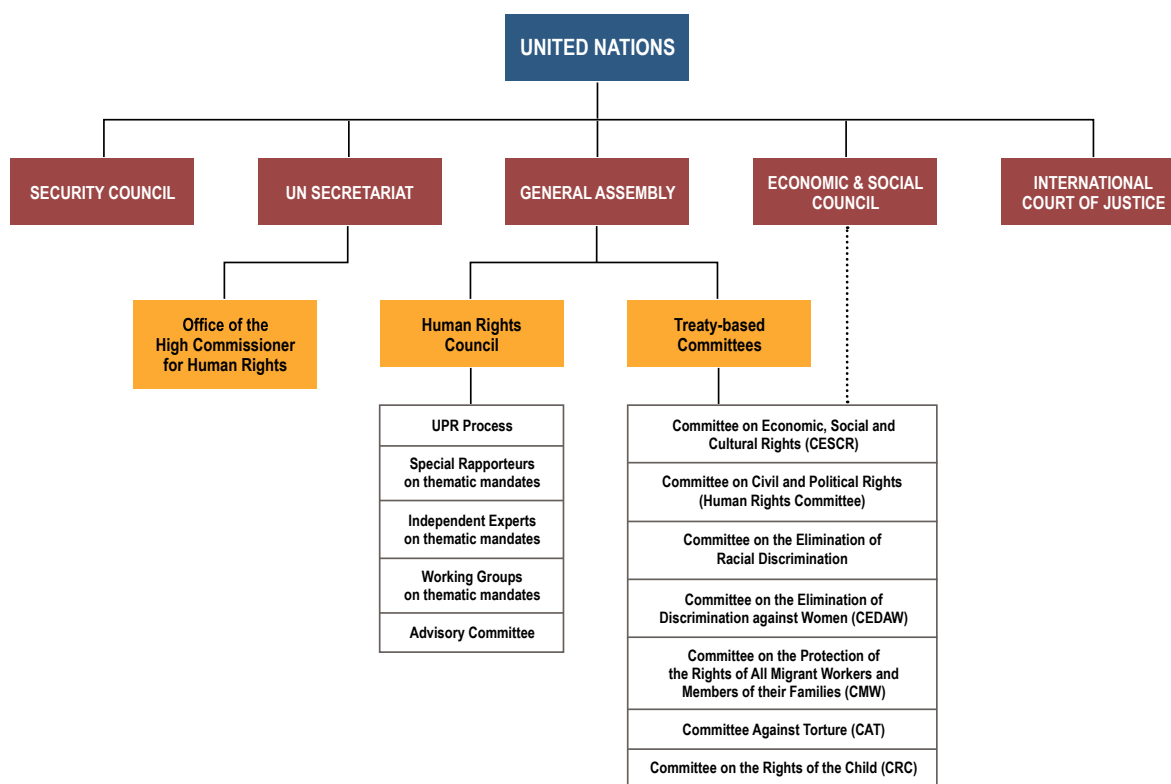 UNITED NATIONS
SECURITY COUNCIL
UN SECRETARIAT
GENERAL ASSEMBLY
ECONOMIC & SOCIAL
COUNCIL
INTERNATIONAL
COURT OF JUSTICE
Office of the
High Commissioner
for Human Rights
Human Rights
Council
Treaty-based
Committees
UPR Process
Special Rapporteurs
on thematic mandates
Independent Experts
on thematic mandates
Working Groups
on thematic mandates
Advisory Committee
Committee on Economic, Social and
Cultural Rights (CESCR)
Committee on Civil and Political Rights
(Human Rights Committee)
Committee on the Elimination of
Racial Discrimination
Committee on the Elimination of
Discrimination against Women (CEDAW)
Committee on the Protection of
the Rights of All Migrant Workers and
Members of their Families (CMW)
Committee Against Torture (CAT)
Committee on the Rights of the Child (CRC)